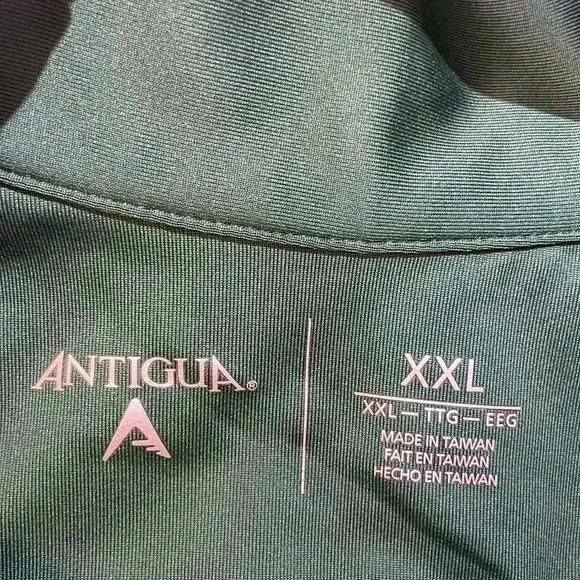 ANTIGUA®
XXL
XXL — TTG — EEG
MADE IN TAIWAN
FAIT EN TAIWAN
HECHO EN TAIWAN